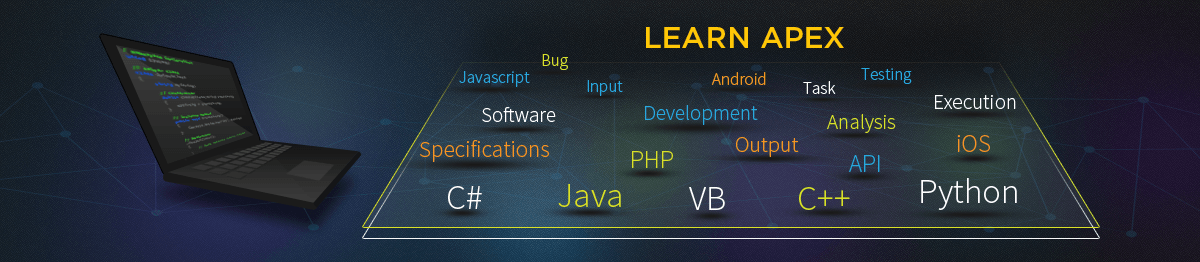 LEARN APEX
Bug
Javascript
Input
Android
Task
Testing
Software
Development
Analysis
Execution
Specifications
PHP
Output
API
iOS
C#
Java
VB
C++
Python